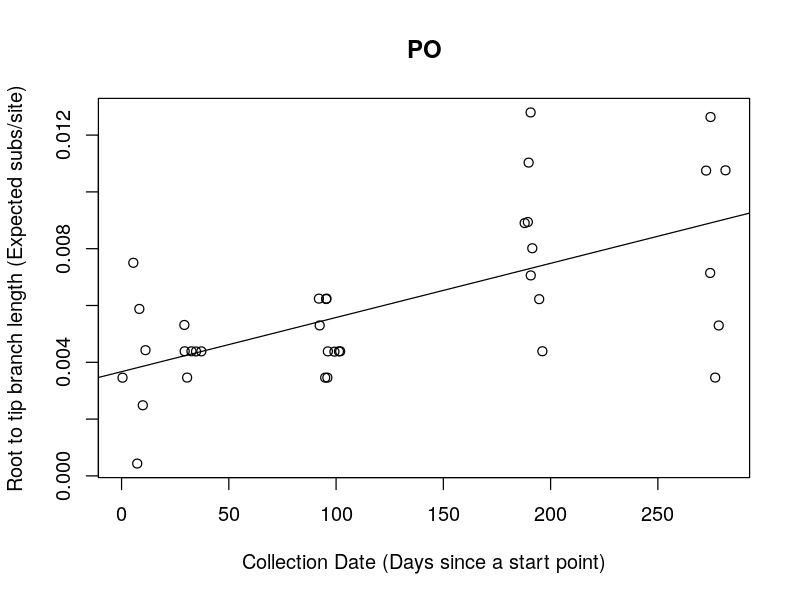 PO
Root to tip branch length (Expected subs/site)
0.012
0.008
0.004
0.000
0 50 100 150 200 250
Collection Date (Days since a start point)